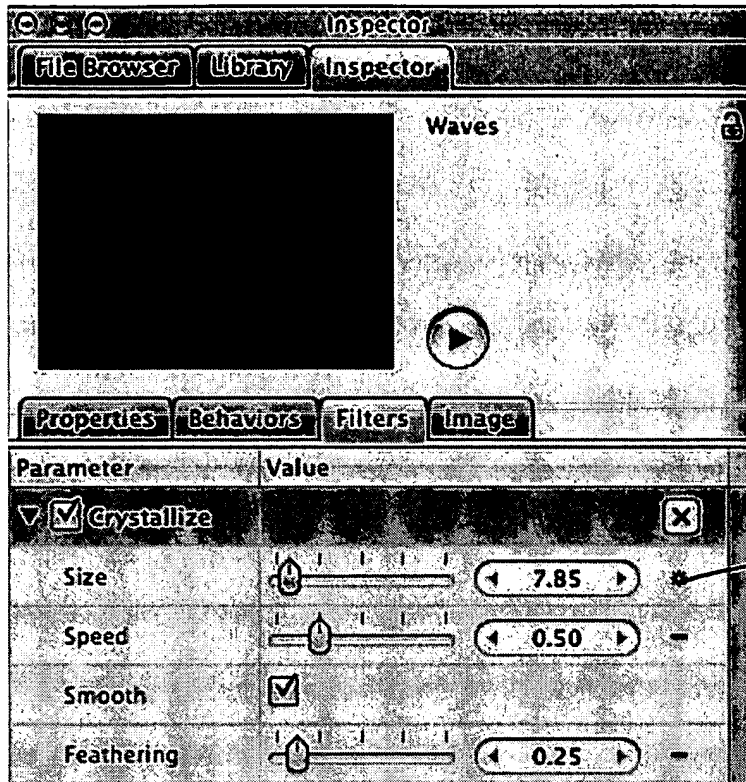 Inspector
File Browser Library Inspector
Waves
Properties Behaviors Filters Image
Parameter Value
Crystallize
Size 7.85
Speed 0.50
Smooth
Feathering 0.25